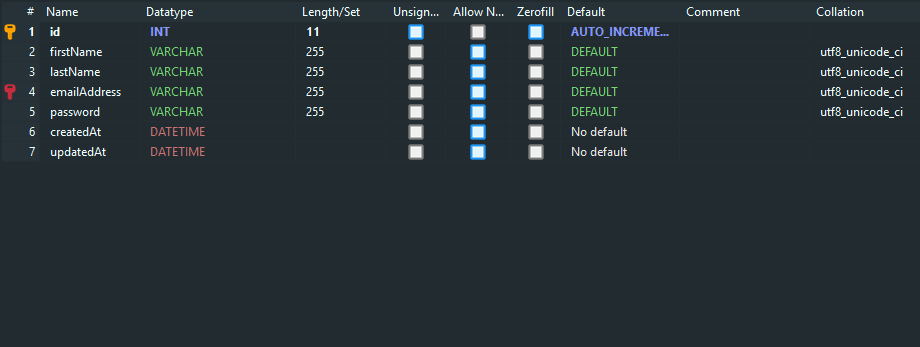 # Name Datatype Length/Set Unsign... Allow N... Zerofill Default Comment Collation
1 id INT 11 AUTO_INCREME...
2 firstName VARCHAR 255 DEFAULT utf8_unicode_ci
3 lastName VARCHAR 255 DEFAULT utf8_unicode_ci
4 emailAddress VARCHAR 255 DEFAULT utf8_unicode_ci
5 password VARCHAR 255 DEFAULT utf8_unicode_ci
6 createdAt DATETIME No default
7 updatedAt DATETIME No default